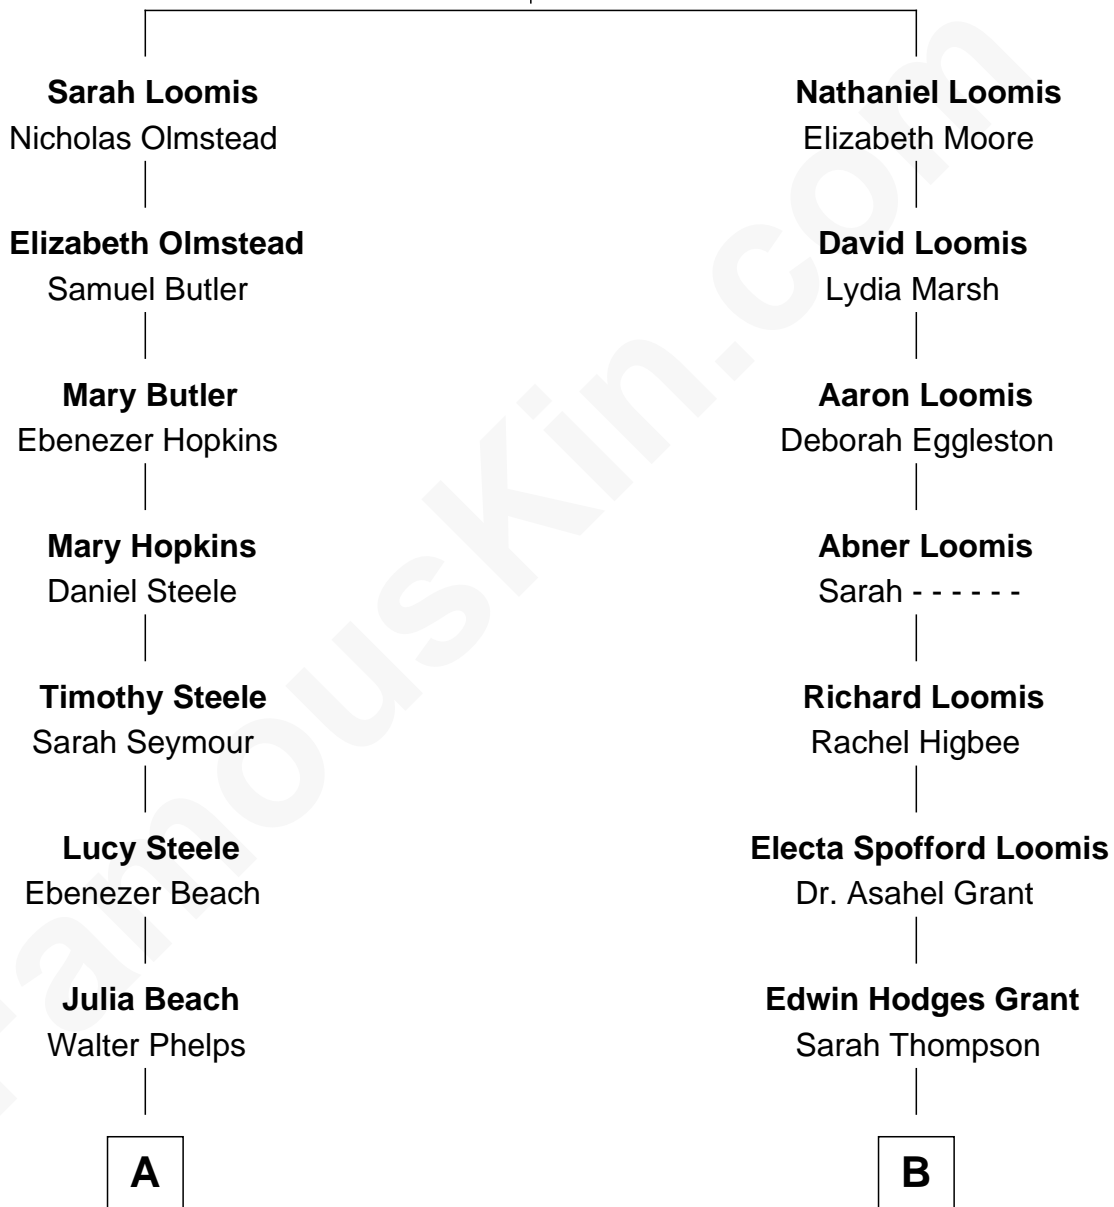 Sarah Loomis
Nicholas Olmstead
Elizabeth Olmstead
Samuel Butler
Mary Butler
Ebenezer Hopkins
Mary Hopkins
Daniel Steele
Timothy Steele
Sarah Seymour
Lucy Steele
Ebenezer Beach
Julia Beach
Walter Phelps
A
Nathaniel Loomis
Elizabeth Moore
David Loomis
Lydia Marsh
Aaron Loomis
Deborah Eggleston
Abner Loomis
Sarah - - - - - -
Richard Loomis
Rachel Higbee
Electa Spofford Loomis
Dr. Asahel Grant
Edwin Hodges Grant
Sarah Thompson
B
FamousKin.com